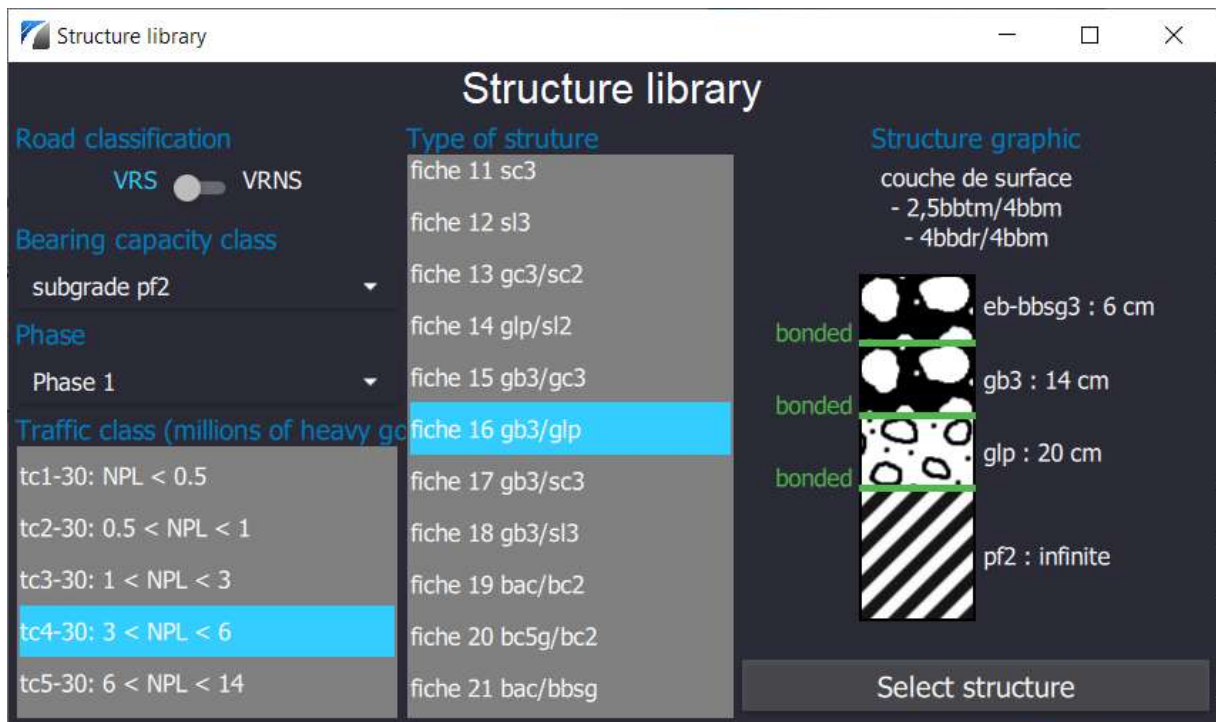 Structure library
Structure library
Road classification
VRS VRNS
Bearing capacity class
subgrade pf2
Phase
Phase 1
Traffic class (millions of heavy go
tc1-30: NPL < 0.5
tc2-30: 0.5 < NPL < 1
tc3-30: 1 < NPL < 3
tc4-30: 3 < NPL < 6
tc5-30: 6 < NPL < 14
Type of struture
fiche 11 sc3
fiche 12 sl3
fiche 13 gc3/sc2
fiche 14 glp/sl2
fiche 15 gb3/gc3
fiche 16 gb3/glp
fiche 17 gb3/sc3
fiche 18 gb3/sl3
fiche 19 bac/bc2
fiche 20 bc5g/bc2
fiche 21 bac/bbsg
Structure graphic
couche de surface
- 2,5bbtm/4bbm
- 4bbdr/4bbm
eb-bbsg3 : 6 cm
bonded
gb3 : 14 cm
bonded
glp : 20 cm
bonded
pf2 : infinite
Select structure